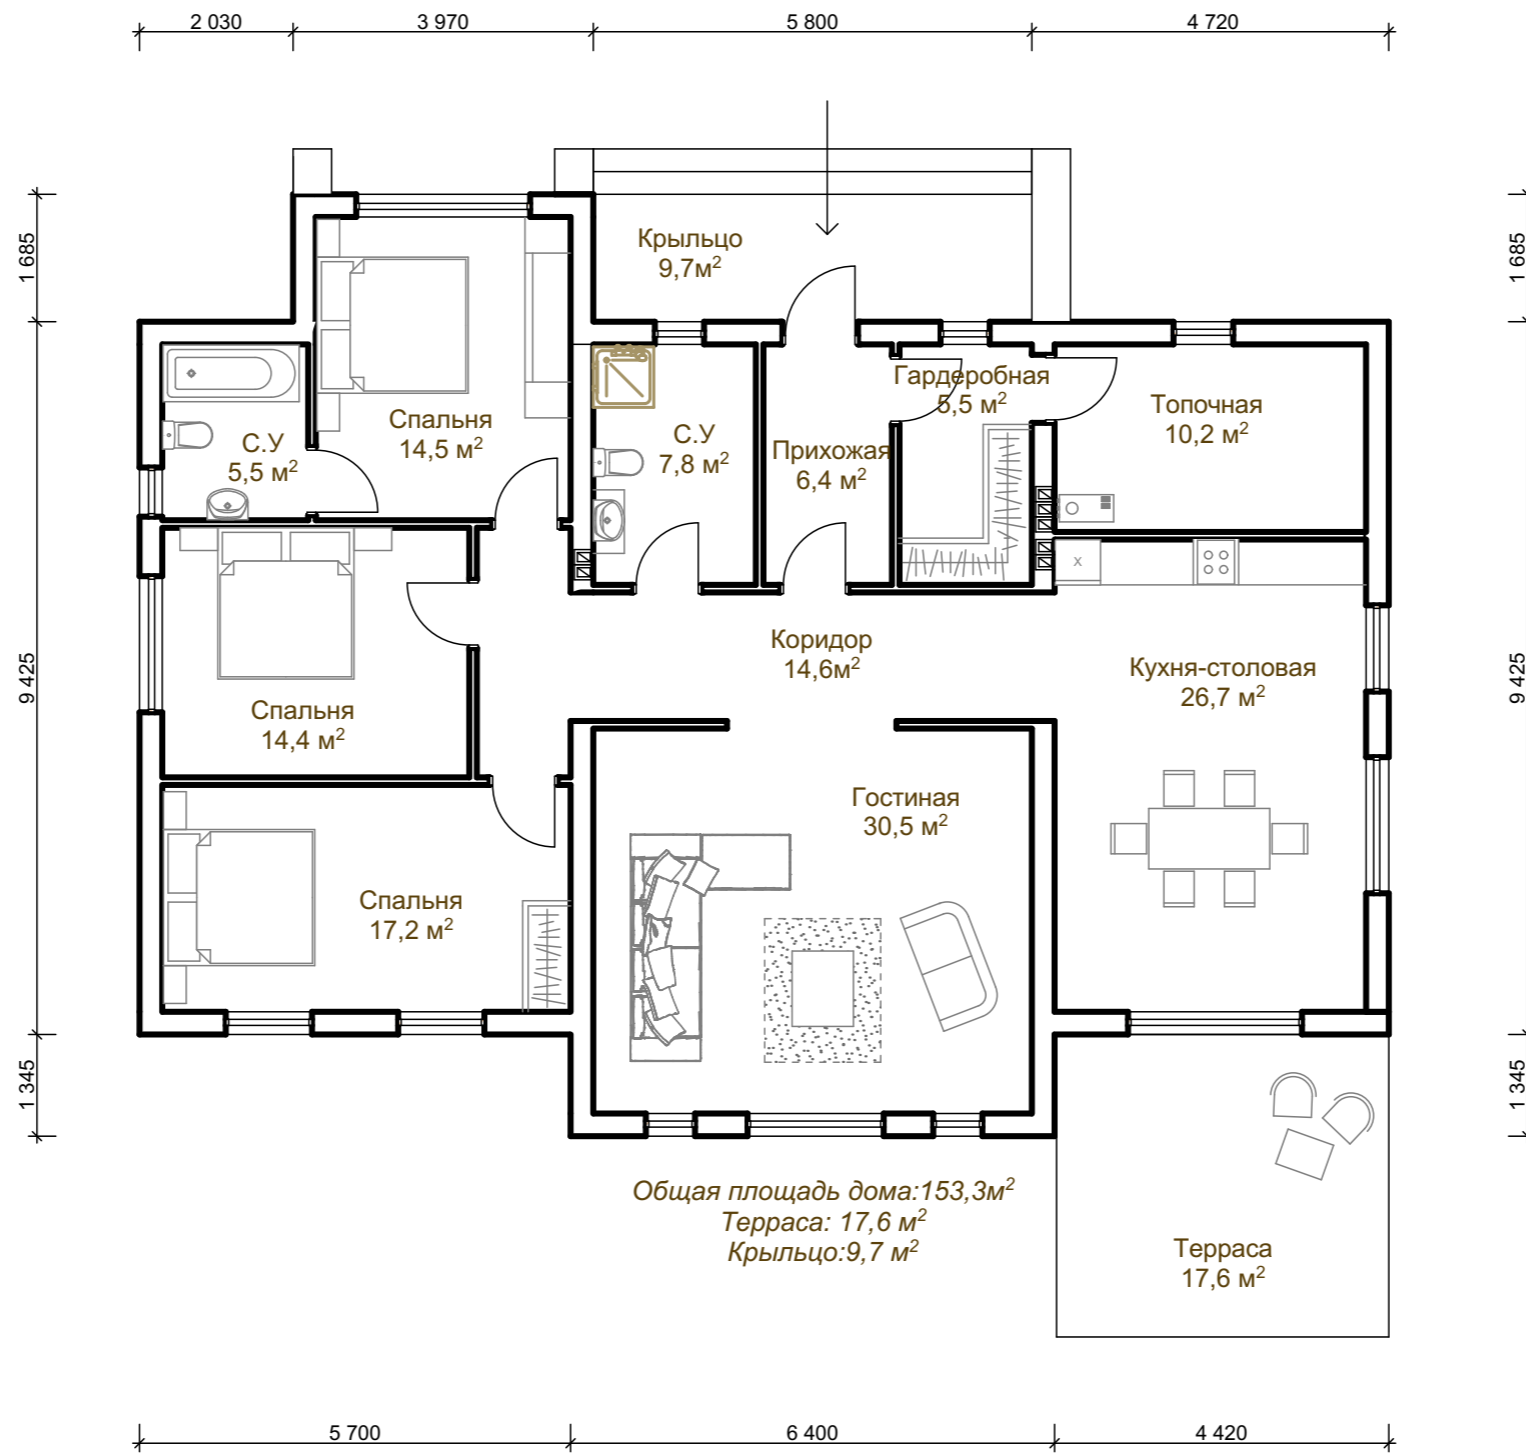 2 030
3 970
5 800
4 720
1 685
1 685
Крыльцо
9,7м²
Гардеробная
5,5 м²
Топочная
10,2 м²
Спальня
14,5 м²
С.У
5,5 м²
С.У
7,8 м²
Прихожая
6,4 м²
x
Коридор
14,6м²
Кухня-столовая
26,7 м²
9 425
9 425
Спальня
14,4 м²
Гостиная
30,5 м²
Спальня
17,2 м²
1 345
1 345
Общая площадь дома:153,3м²
Терраса: 17,6 м²
Крыльцо:9,7 м²
Терраса
17,6 м²
5 700
6 400
4 420